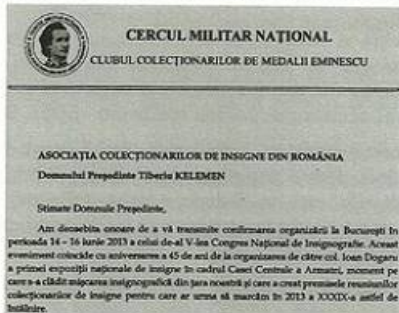 CERCUL MILITAR NAȚIONAL
CLUBUL COLECȚIONARILOR DE MEDALII EMINESCU
ASOCIAȚIA COLECȚIONARILOR DE INSIGNE DIN ROMÂNIA
Domnului Președinte Tiberiu KELEMEN
Stimate Domnule Președinte,
Am deosebita onoare de a vă transmite confirmarea organizării la București în
perioada 14 – 16 iunie 2013 a celui de-al V-lea Congres Național de Insignografie. Aceast
eveniment coincide cu aniversarea a 45 de ani de la organizarea de către col. Ioan Dogaru
a primei expoziții naționale de insigne în cadrul Casei Centrale a Armatei, moment pe
care s-a clădit mișcarea insignografică din țara noastră și care a creat premisele reuniunii
colecționarilor de insigne pentru care ar urma să marcăm în 2013 a XXXIX-a astfel de
întâlnire.